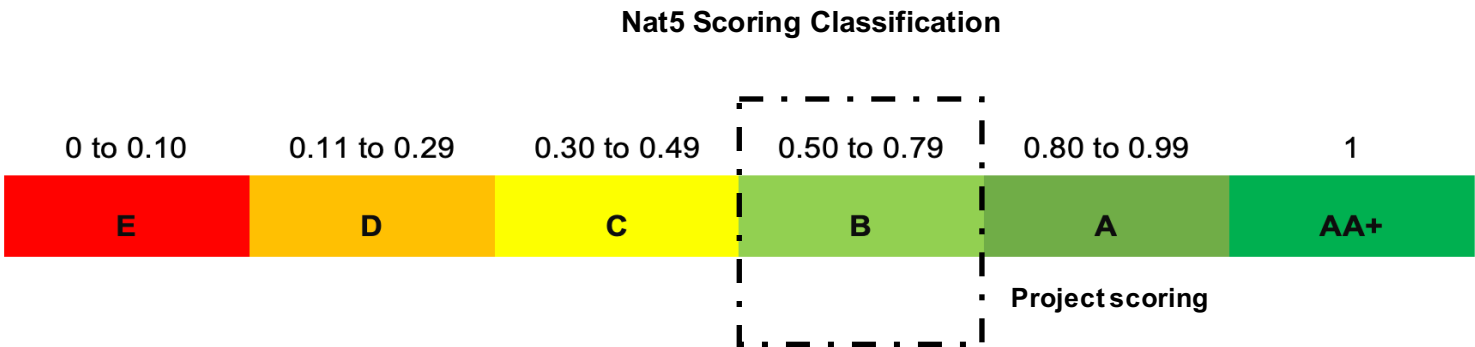 Nat5 Scoring Classification
0 to 0.10 0.11 to 0.29 0.30 to 0.49 0.50 to 0.79 0.80 to 0.99 1
E D C B A AA+
Project scoring